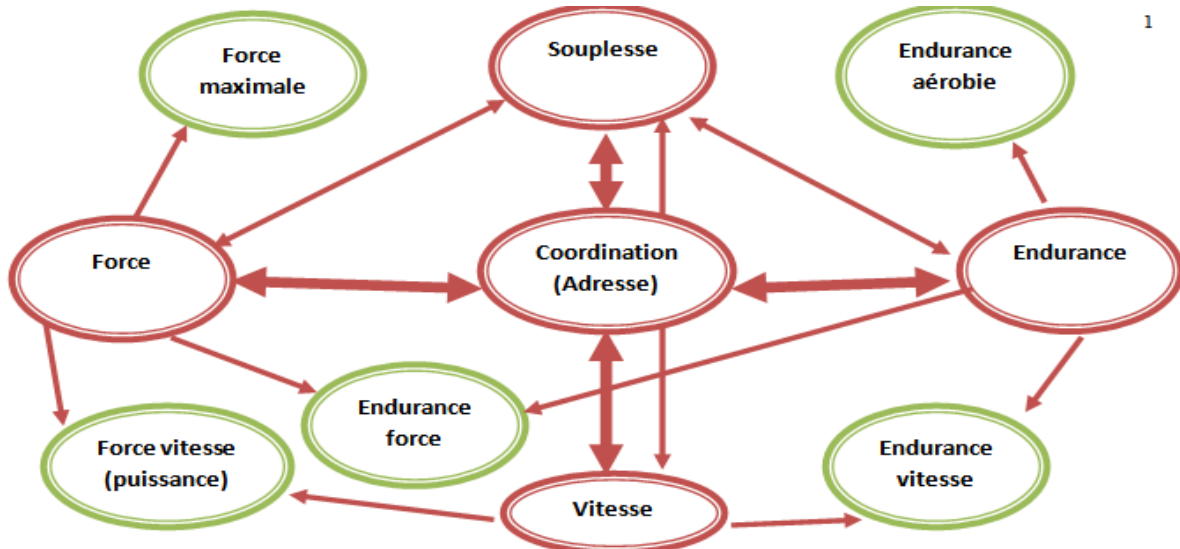 1
Force
maximale
Souplesse
Endurance
aérobie
Force
Coordination
(Adresse)
Endurance
Endurance
force
Force vitesse
(puissance)
Endurance
vitesse
Vitesse